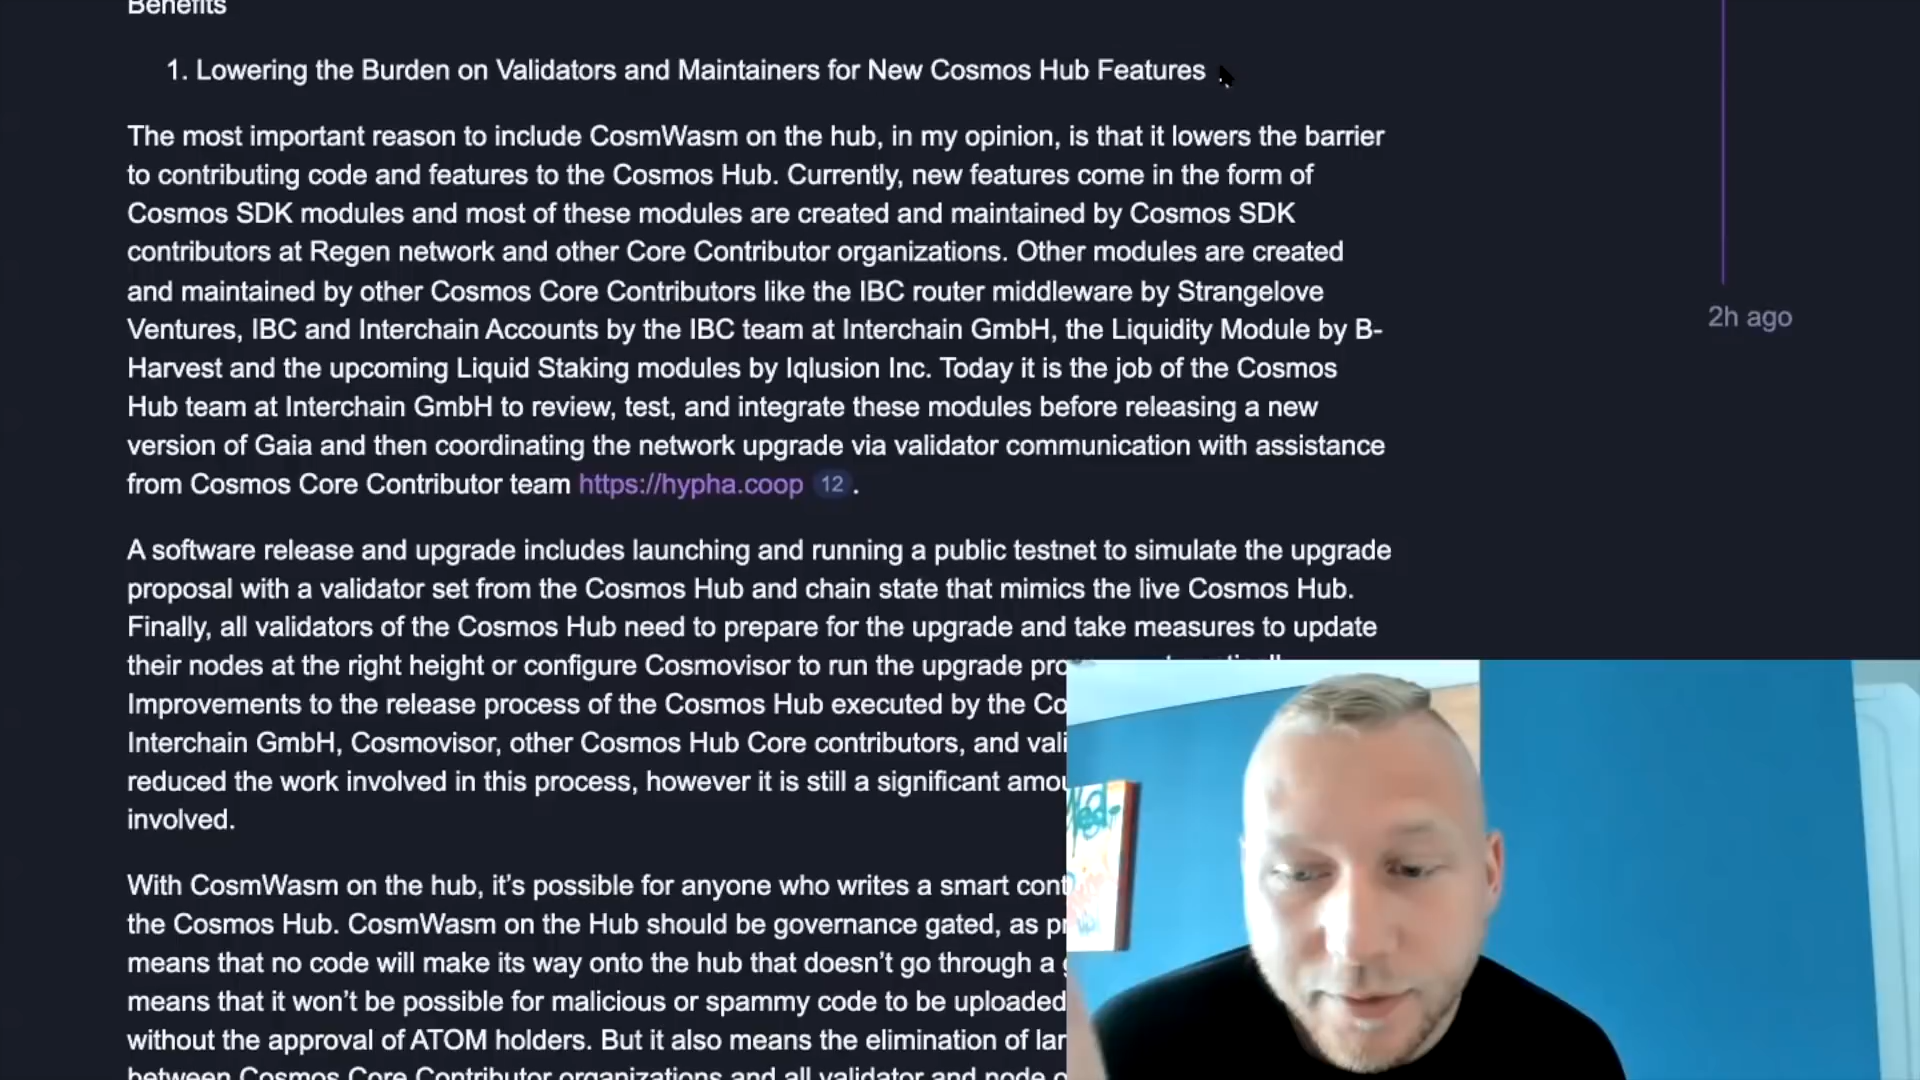 Benefits
1. Lowering the Burden on Validators and Maintainers for New Cosmos Hub Features
The most important reason to include CosmWasm on the hub, in my opinion, is that it lowers the barrier
to contributing code and features to the Cosmos Hub. Currently, new features come in the form of
Cosmos SDK modules and most of these modules are created and maintained by Cosmos SDK
contributors at Regen network and other Core Contributor organizations. Other modules are created
and maintained by other Cosmos Core Contributors like the IBC router middleware by Strangelove
Ventures, IBC and Interchain Accounts by the IBC team at Interchain GmbH, the Liquidity Module by B-
2h ago
Harvest and the upcoming Liquid Staking modules by Iqlusion Inc. Today it is the job of the Cosmos
Hub team at Interchain GmbH to review, test, and integrate these modules before releasing a new
version of Gaia and then coordinating the network upgrade via validator communication with assistance
from Cosmos Core Contributor team https://hypha.coop 12 .
A software release and upgrade includes launching and running a public testnet to simulate the upgrade
proposal with a validator set from the Cosmos Hub and chain state that mimics the live Cosmos Hub.
Finally, all validators of the Cosmos Hub need to prepare for the upgrade and take measures to update
their nodes at the right height or configure Cosmovisor to run the upgrade
Improvements to the release process of the Cosmos Hub executed by the
Interchain GmbH, Cosmovisor, other Cosmos Hub Core contributors, and
reduced the work involved in this process, however it is still a significant
involved.
With CosmWasm on the hub, it's possible for anyone who writes a smart
the Cosmos Hub. CosmWasm on the Hub should be governance gated, as
means that no code will make its way onto the hub that doesn't go through a
means that it won't be possible for malicious or spammy code to be uploaded
without the approval of ATOM holders. But it also means the elimination of
between Cosmos Core Contributor organizations and all validator and node